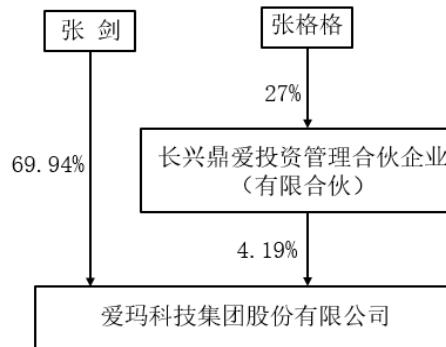 张 剑
张格格
27%
69.94%
长兴鼎爱投资管理合伙企业
（有限合伙）
4.19%
爱玛科技集团股份有限公司